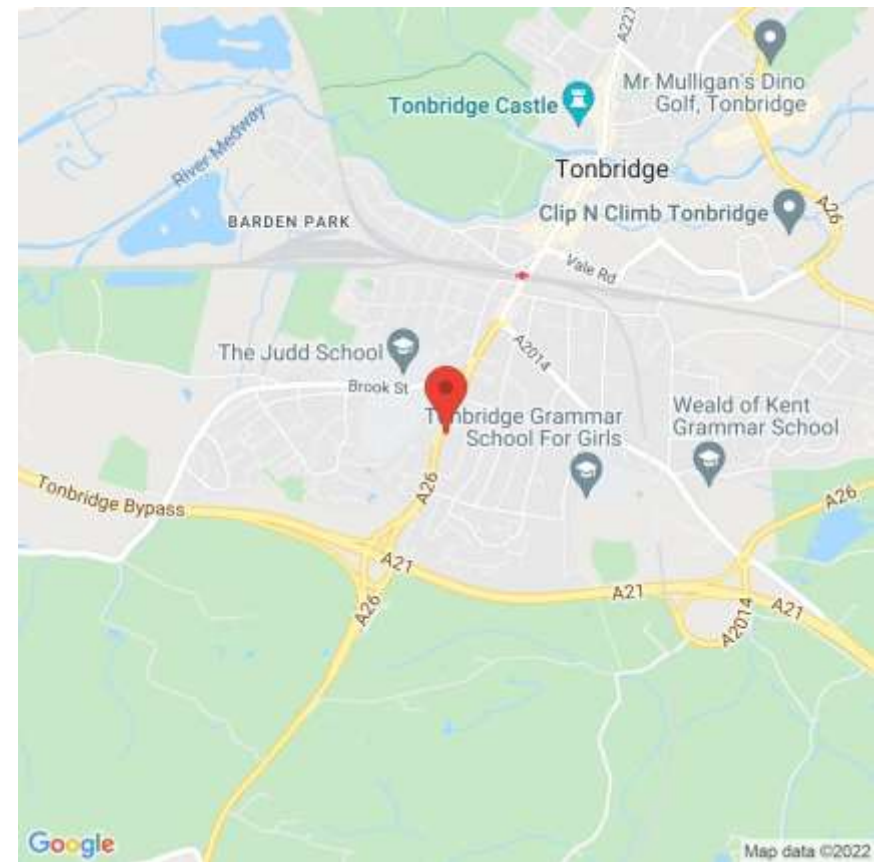 A227
Mr Mulligan's Dino
Golf, Tonbridge
Tonbridge Castle
River Medway
Tonbridge
Clip N Climb Tonbridge
A26
BARDEN PARK
Vale Rd
The Judd School
A2014
Brook St
Tonbridge Grammar
School For Girls
Weald of Kent
Grammar School
A26
Tonbridge Bypass
A26
A21
A21
A26
A2014
A21
Google
Map data ©2022